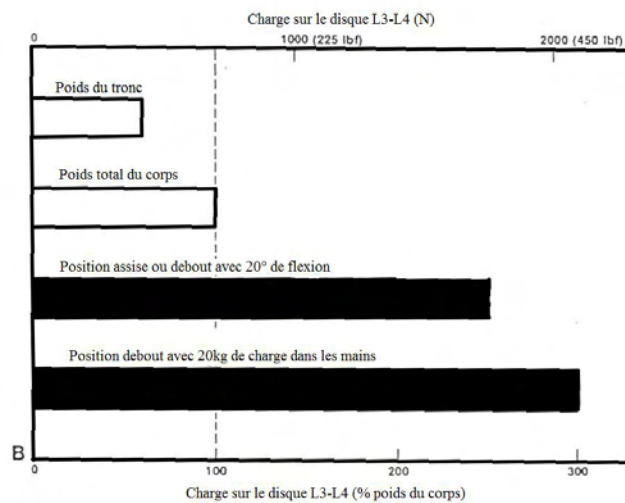 Charge sur le disque L3-L4 (N)
0 1000 (225 lbf) 2000 (450 lbf)
Poids du tronc
Poids total du corps
Position assise ou debout avec 20° de flexion
Position debout avec 20kg de charge dans les mains
B
0 100 200 300
Charge sur le disque L3-L4 (% poids du corps)